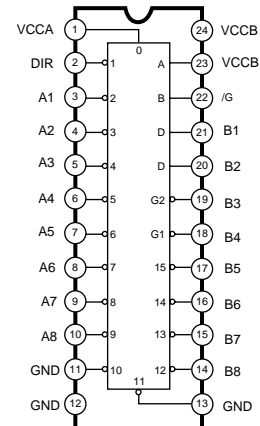 VCCA 1 0 24 VCCB
DIR 2 1 A 23 VCCB
A1 3 2 B 22 /G
A2 4 3 D 21 B1
A3 5 4 D 20 B2
A4 6 5 G2 19 B3
A5 7 6 G1 18 B4
A6 8 7 15 17 B5
A7 9 8 14 16 B6
A8 10 9 13 15 B7
GND 11 10 12 14 B8
11
GND 12 13 GND